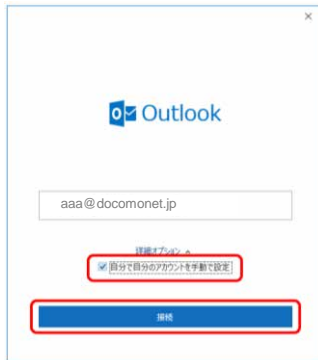 Outlook
aaa@docomonet.jp
詳細オプション
自分で自分のアカウントを手動で設定
接続